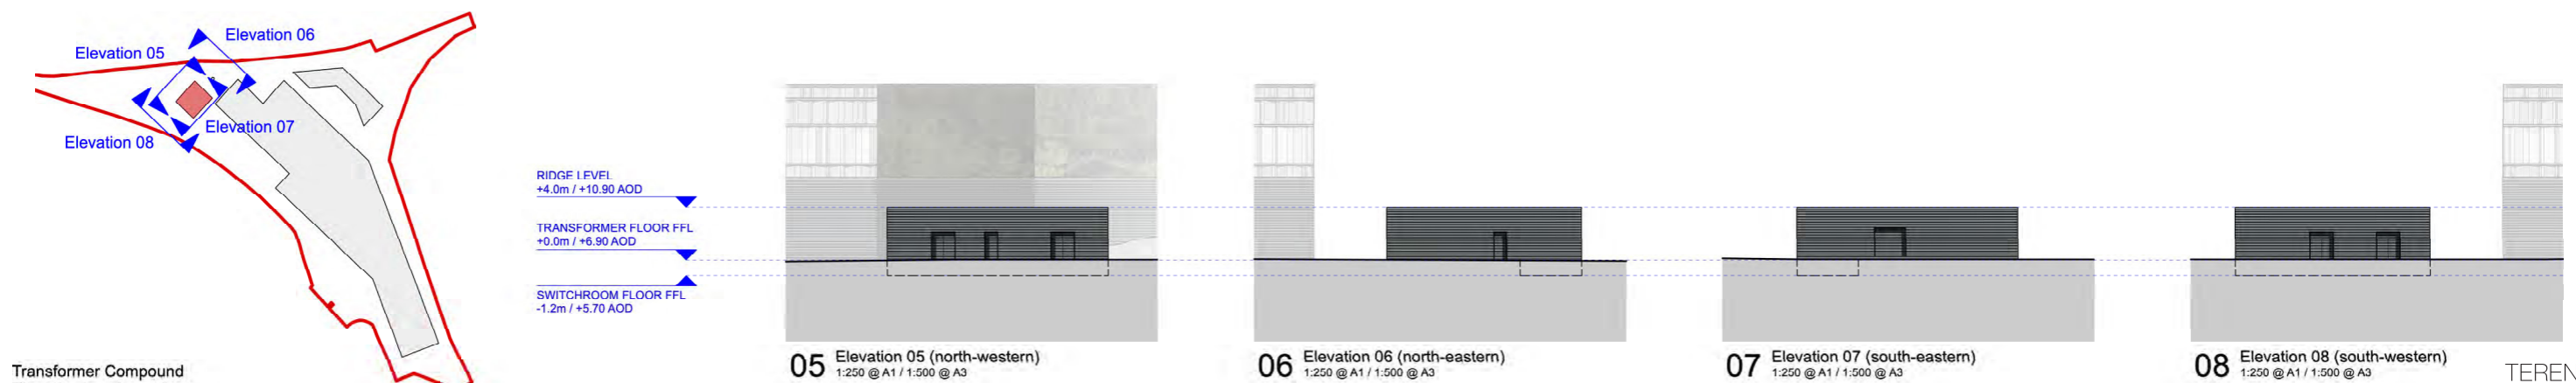 Elevation 06
Elevation 05
Elevation 07
Elevation 08
Transformer Compound
RIDGE LEVEL
+4.0m / +10.90 AOD
TRANSFORMER FLOOR FFL
+0.0m / +6.90 AOD
SWITCHROOM FLOOR FFL
-1.2m / +5.70 AOD
05 Elevation 05 (north-western)
1:250 @ A1 / 1:500 @ A3
06 Elevation 06 (north-eastern)
1:250 @ A1 / 1:500 @ A3
07 Elevation 07 (south-eastern)
1:250 @ A1 / 1:500 @ A3
08 Elevation 08 (south-western)
1:250 @ A1 / 1:500 @ A3
TEREN